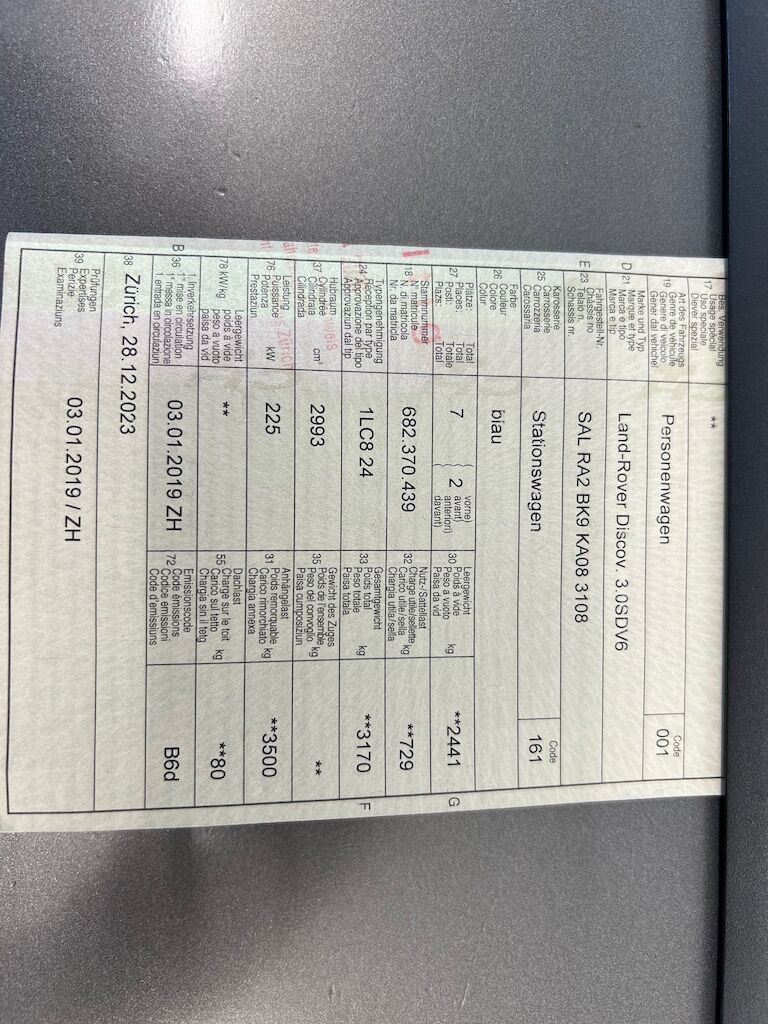 17 Bes. Verwendung
Usage spécial
Uso speciale
Diever spezial
**
19 Art des Fahrzeugs
Genre de véhicule
Genere di veicolo
Gener dal vehichel
Personenwagen
Code
001
D 21 Marke und Typ
Marque et type
Marca e tipo
Marca e tip
Land-Rover Discov. 3.0SDV6
E 23 Fahrgestell-Nr.
Châssis no
Telaio n.
Schassis nr.
SAL RA2 BK9 KA08 3108
25 Karosserie
Carrosserie
Carrozzeria
Carossaria
Stationswagen
Code
161
26 Farbe
Couleur
Colore
Colur
blau
27 Plätze: Total
Places: Total
Posti: Totale
Plazs: Total
7
2
vorne)
avant)
anteriori)
davant)
30 Leergewicht
Poids à vide
Peso a vuoto
Paisa da vid
kg
**2441
G
18 Stammnummer
N° matricule
N. di matricola
Nr. da matricla
682.370.439
32 Nutz-/Sattellast
Charge utile/sellette
Carico utile/sella
Chargia utila/sella
kg
**729
24 Typengenehmigung
Réception par type
Approvazione del tipo
Approvaziun dal tip
1LC8 24
33 Gesamtgewicht
Poids total
Peso totale
Paisa totala
kg
**3170
F
37 Hubraum
Cylindrée
Cilindrata
Cilindrada
cm³
2993
35 Gewicht des Zuges
Poids de l'ensemble
Peso del convoglio
Paisa cumposiziun
kg
**
76 Leistung
Puissance
Potenza
Prestaziun
kW
225
31 Anhängelast
Poids remorquable
Carico rimorchiato
Chargia annexa
kg
**3500
78 kW/kg
Leergewicht
poids à vide
peso a vuoto
paisa da vid
**
55 Dachlast
Charge sur le toit
Carico sul tetto
Chargia sin il tetg
kg
**80
B 36 1. Inverkehrsetzung
1re mise en circulation
1a messa in circolazione
1. entrada en circulaziun
03.01.2019 ZH
72 Emissionscode
Code émissions
Codice emissioni
Code d'emissiuns
B6d
38
Zürich, 28.12.2023
39 Prüfungen
Expertises
Perizie
Examinaziuns
03.01.2019 / ZH